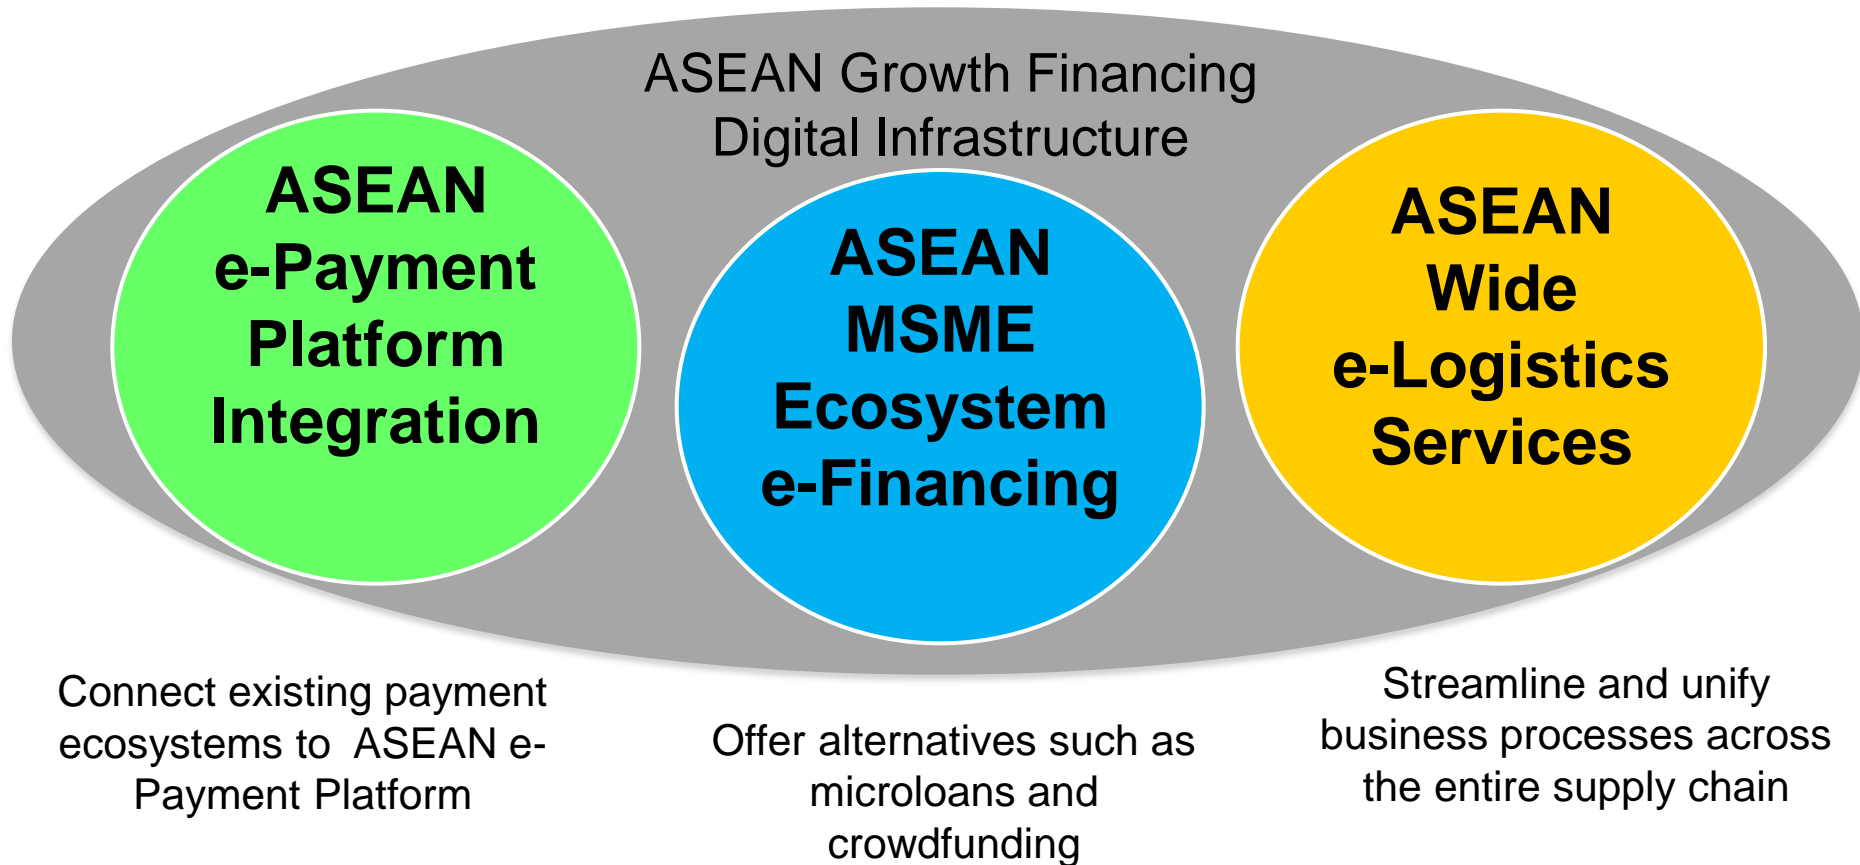 ASEAN Growth Financing
Digital Infrastructure
ASEAN
e-Payment
Platform
Integration
ASEAN
MSME
Ecosystem
e-Financing
ASEAN
Wide
e-Logistics
Services
Connect existing payment
ecosystems to  ASEAN e-
Payment Platform
Offer alternatives such as
microloans and
crowdfunding
Streamline and unify
business processes across
the entire supply chain